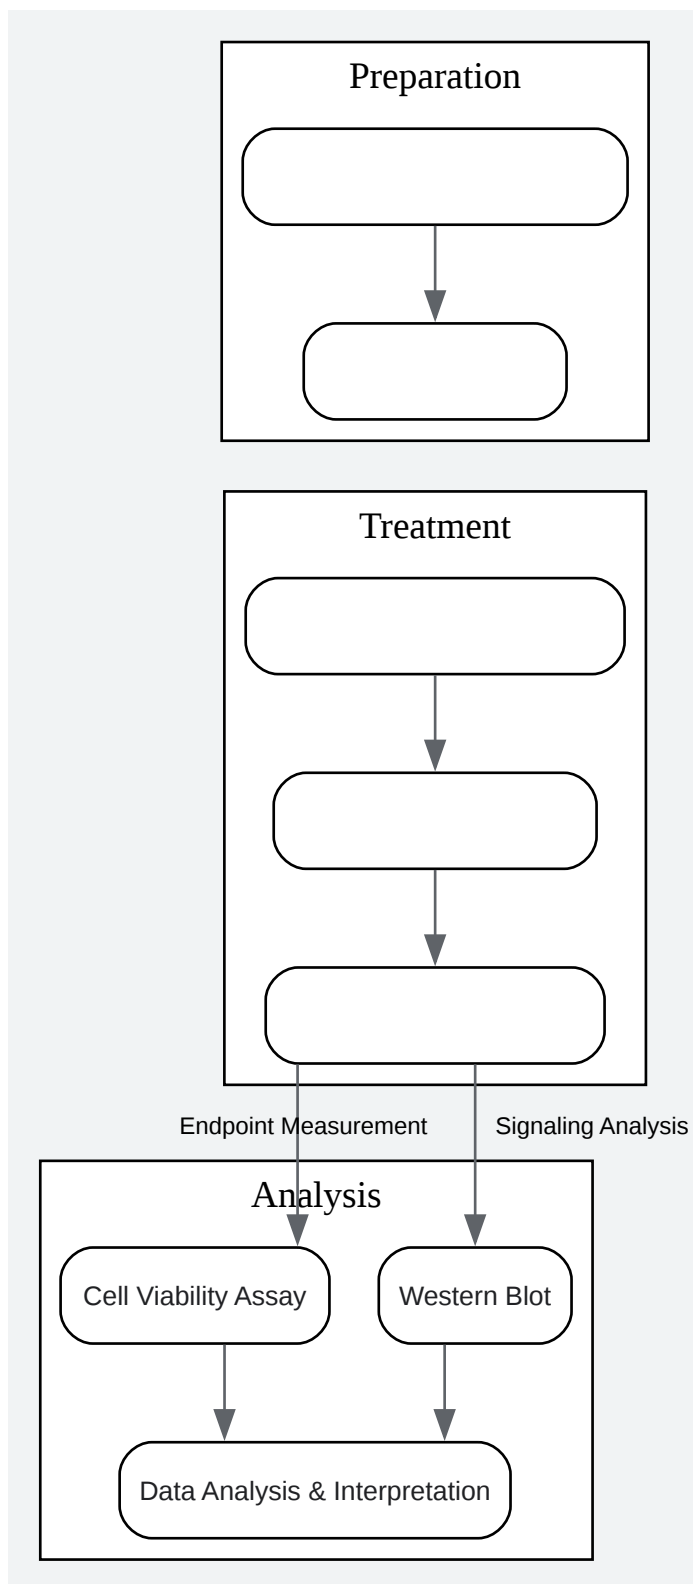 Preparation
Treatment
Endpoint Measurement
Signaling Analysis
Analysis
Cell Viability Assay
Western Blot
Data Analysis & Interpretation